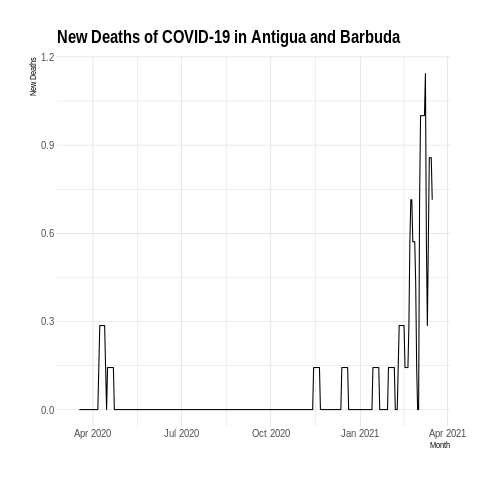 New Deaths of COVID-19 in Antigua and Barbuda
New Deaths
1.2
0.9
0.6
0.3
0.0
Apr 2020 Jul 2020 Oct 2020 Jan 2021 Apr 2021
Month